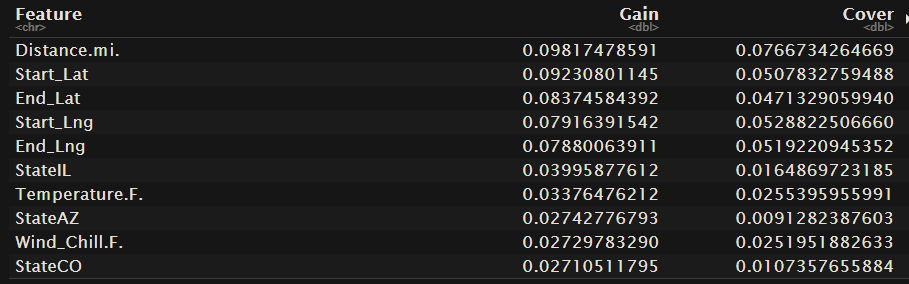 Feature Gain Cover
<chr> <dbl> <dbl>
Distance.mi. 0.09817478591 0.0766734264669
Start_Lat 0.09230801145 0.0507832759488
End_Lat 0.08374584392 0.0471329059940
Start_Lng 0.07916391542 0.0528822506660
End_Lng 0.07880063911 0.0519220945352
StateIL 0.03995877612 0.0164869723185
Temperature.F. 0.03376476212 0.0255395955991
StateAZ 0.02742776793 0.0091282387603
Wind_Chill.F. 0.02729783290 0.0251951882633
StateCO 0.02710511795 0.0107357655884